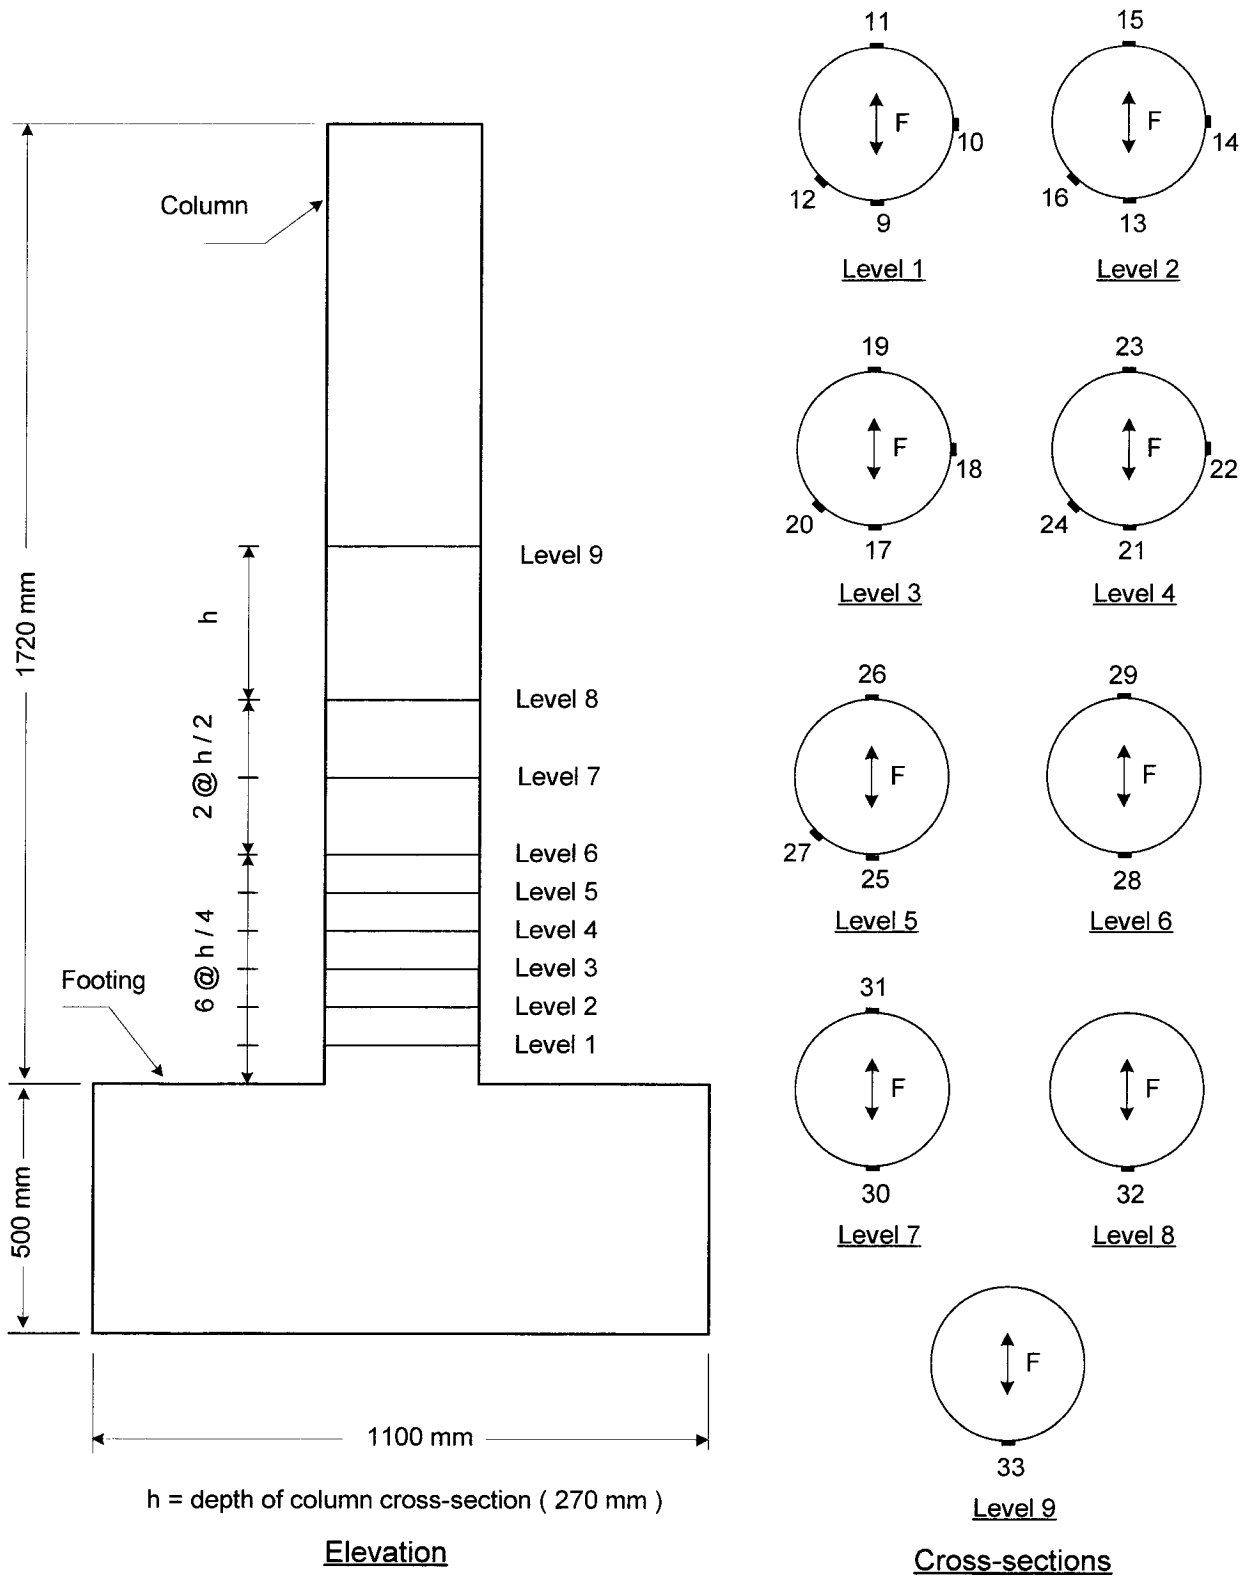 Column
Footing
1720 mm
500 mm
1100 mm
h
2 @ h / 2
6 @ h / 4
Level 9
Level 8
Level 7
Level 6
Level 5
Level 4
Level 3
Level 2
Level 1
h = depth of column cross-section ( 270 mm )
Elevation
11
F
10
12
9
Level 1
15
F
14
16
13
Level 2
19
F
18
20
17
Level 3
23
F
22
24
21
Level 4
26
F
27
25
Level 5
29
F
28
Level 6
31
F
30
Level 7
F
32
Level 8
F
33
Level 9
Cross-sections